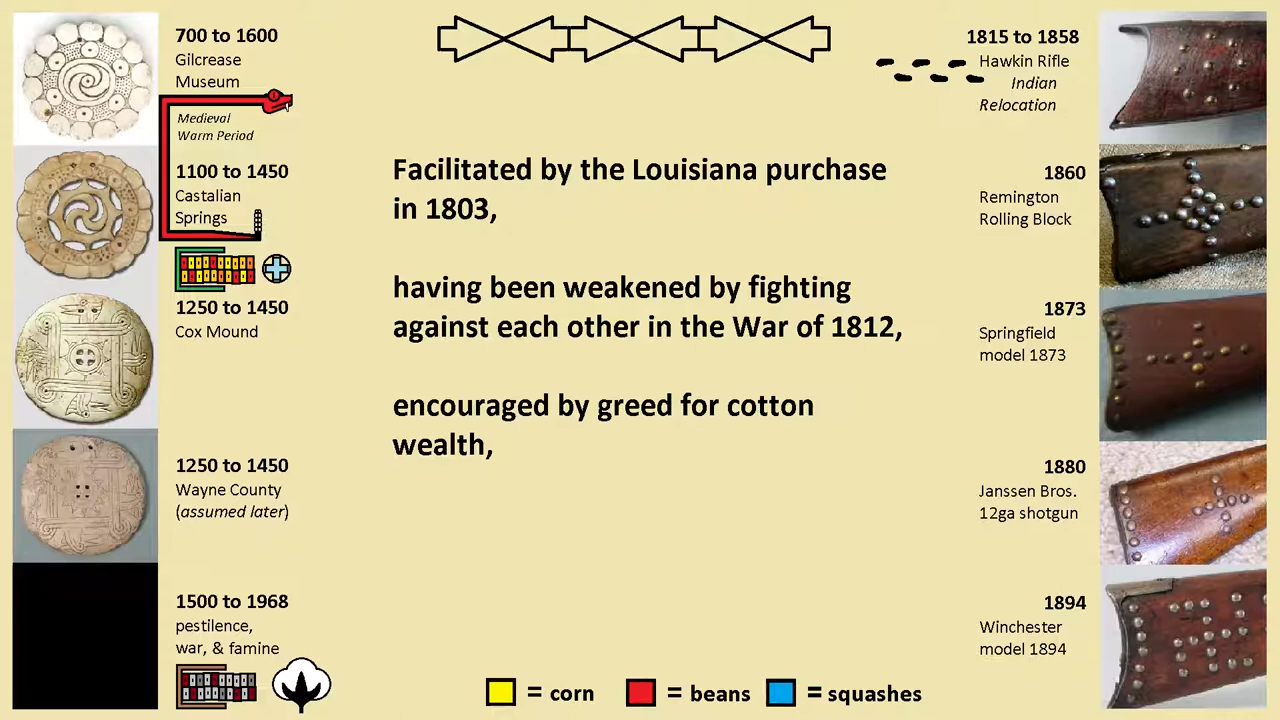 700 to 1600
Gilcrease
Museum
Medieval
Warm Period
1100 to 1450
Castalian
Springs
1250 to 1450
Cox Mound
1250 to 1450
Wayne County
(assumed later)
1500 to 1968
pestilence,
war, & famine
Facilitated by the Louisiana purchase
in 1803,
having been weakened by fighting
against each other in the War of 1812,
encouraged by greed for cotton
wealth,
= corn
= beans
= squashes
1815 to 1858
Hawkin Rifle
Indian
Relocation
1860
Remington
Rolling Block
1873
Springfield
model 1873
1880
Janssen Bros.
12ga shotgun
1894
Winchester
model 1894